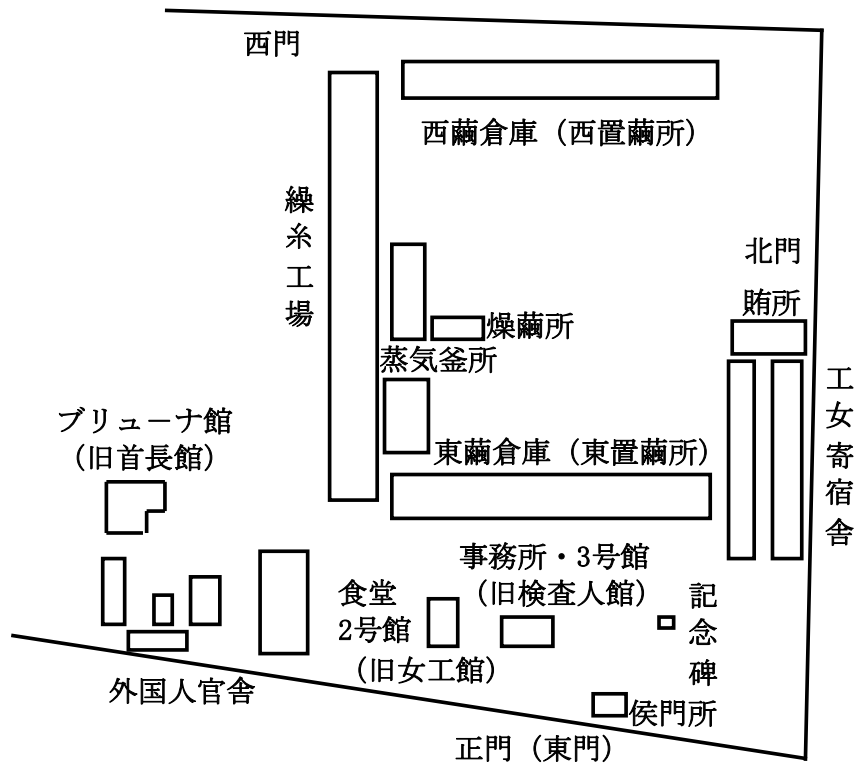 西門
西繭倉庫（西置繭所）
繰糸工場
北門
賄所
燥繭所
蒸気釜所
工女寄宿舎
ブリューナ館
（旧首長館）
東繭倉庫（東置繭所）
事務所・3号館
（旧検査人館）
食堂
2号館
（旧女工館）
記念碑
外国人官舎
侯門所
正門（東門）